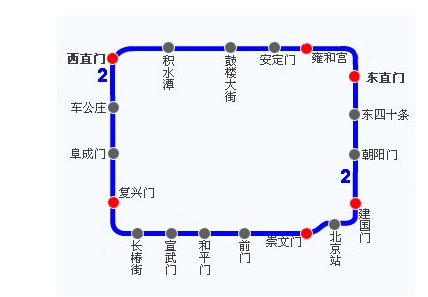 西直门
2
积水潭
鼓楼大街
安定门
雍和宫
东直门
车公庄
东四十条
阜成门
朝阳门
2
复兴门
建国门
长椿街
宣武门
和平门
前门
崇文门
北京站